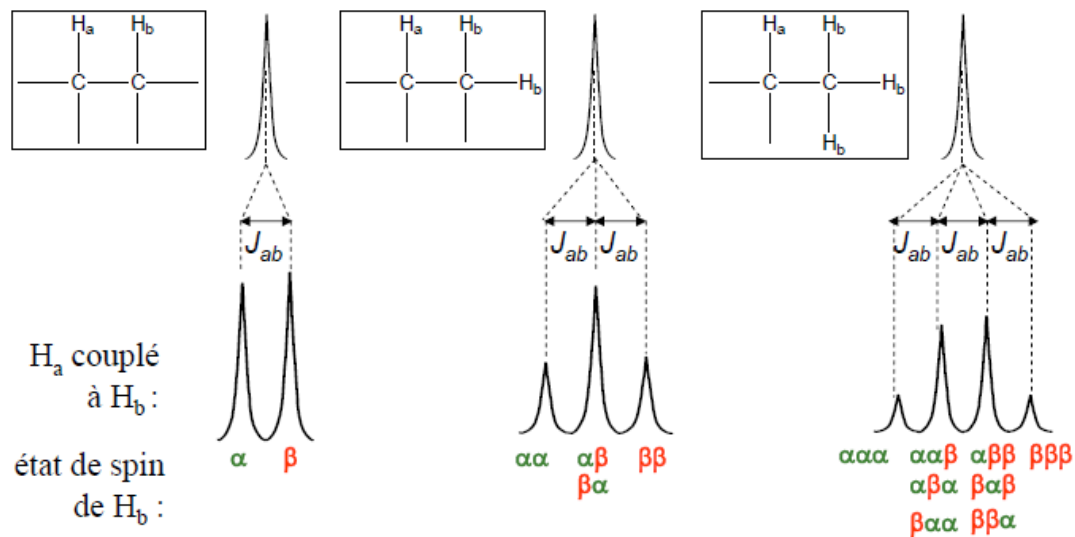 Ha Hb
C C
Ha Hb
C C Hb
Ha Hb
C C Hb
Hb
Jab
Jab Jab
Jab Jab Jab
Ha couplé
à Hb :
état de spin
de Hb :
α β
αα αβ ββ
βα
ααα ααβ αββ βββ
αβα βαβ
βαα ββα